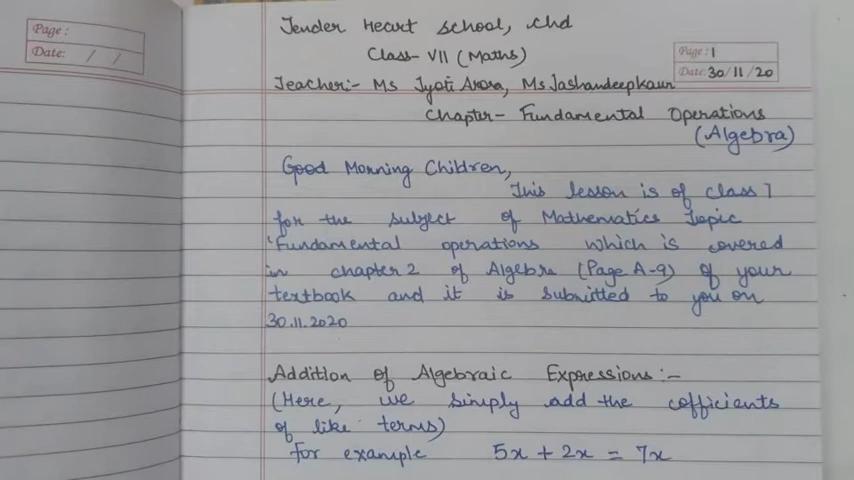 Page:
Date: / /
Tender Heart School, chd
Class- VII (Maths)
Page: 1
Date: 30/11/20
Teacher:- Ms Jyoti Arora, Ms Jashandeepkaur
Chapter- Fundamental Operations
(Algebra)
Good Morning Children,
This lesson is of class 7
for the subject of Mathematics Topic
'Fundamental operations which is covered
in chapter 2 of Algebra (Page A-9) of your
textbook and it is submitted to you on
30.11.2020
Addition of Algebraic Expressions:-
(Here, we simply add the cofficients
of like terms)
for example 5x + 2x = 7x